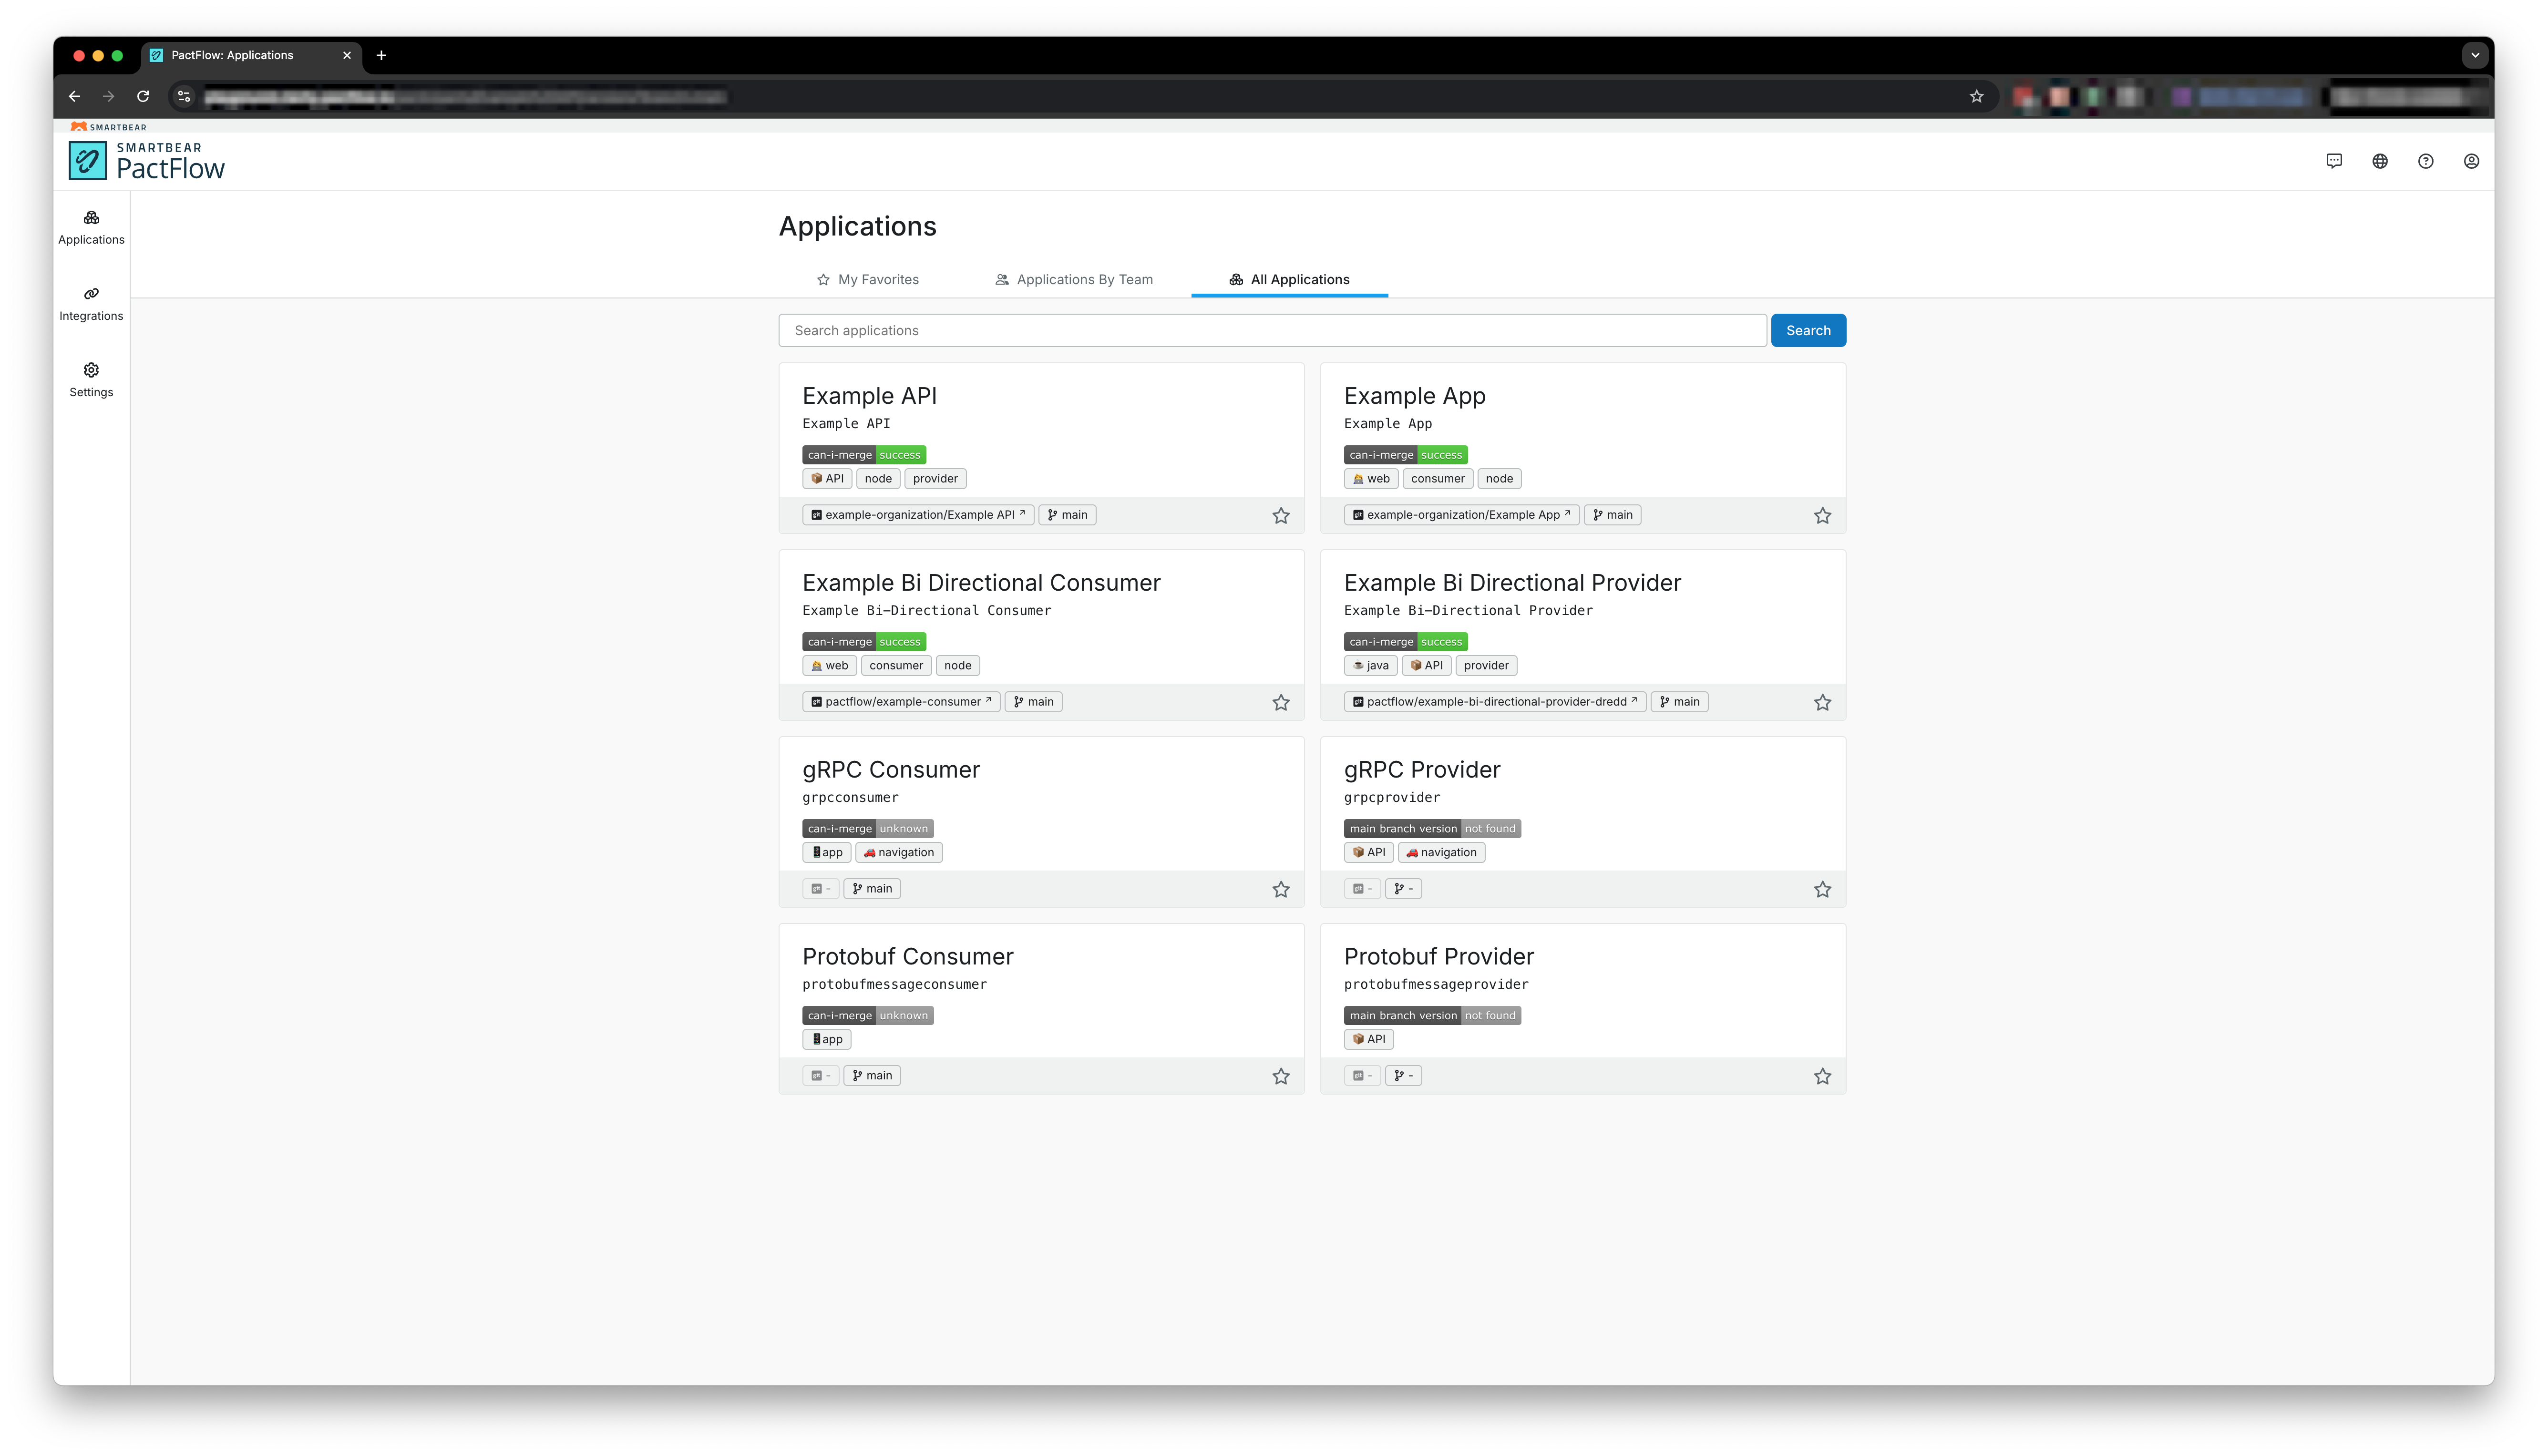 PactFlow: Applications
SMARTBEAR
SMARTBEAR
PactFlow
Applications
Integrations
Settings
Applications
My Favorites
Applications By Team
All Applications
Search applications
Search
Example API
Example API
can-i-merge success
API node provider
example-organization/Example API ↗ main
Example App
Example App
can-i-merge success
web consumer node
example-organization/Example App ↗ main
Example Bi Directional Consumer
Example Bi-Directional Consumer
can-i-merge success
web consumer node
pactflow/example-consumer ↗ main
Example Bi Directional Provider
Example Bi-Directional Provider
can-i-merge success
java API provider
pactflow/example-bi-directional-provider-dredd ↗ main
gRPC Consumer
grpcconsumer
can-i-merge unknown
app navigation
git - main
gRPC Provider
grpcprovider
main branch version not found
API navigation
git - -
Protobuf Consumer
protobufmessageconsumer
can-i-merge unknown
app
git - main
Protobuf Provider
protobufmessageprovider
main branch version not found
API
git - -